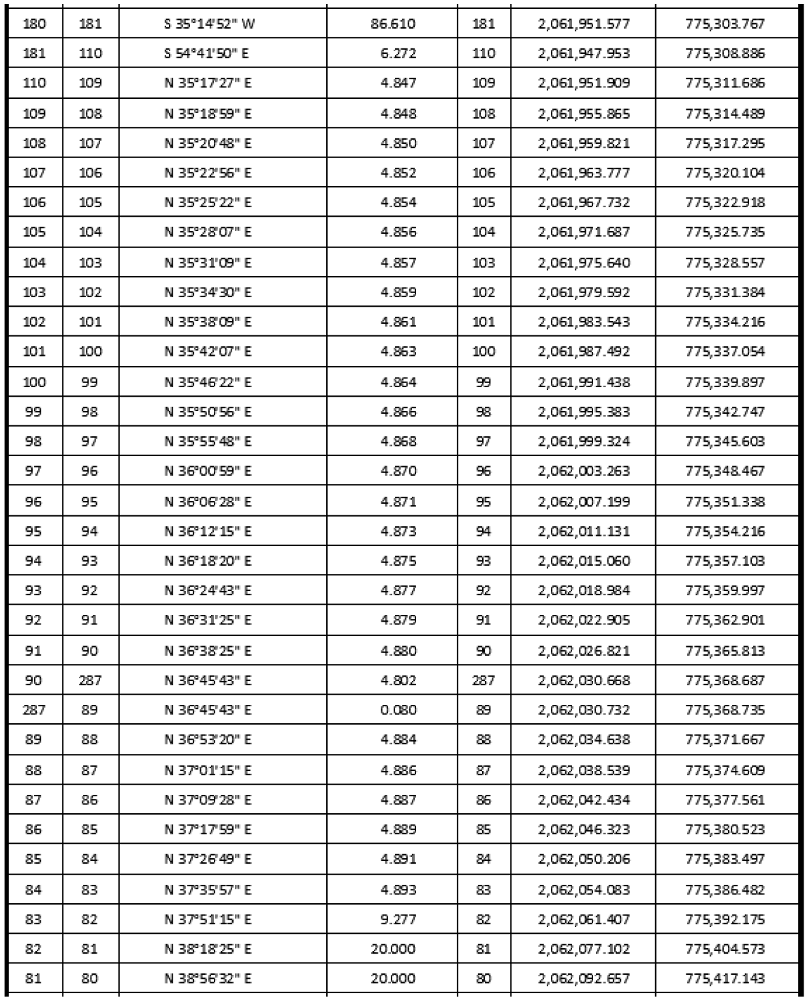 180 181 S 35°14'52" W 86.610 181 2,061,951.577 775,303.767
181 110 S 54°41'50" E 6.272 110 2,061,947.953 775,308.886
110 109 N 35°17'27" E 4.847 109 2,061,951.909 775,311.686
109 108 N 35°18'59" E 4.848 108 2,061,955.865 775,314.489
108 107 N 35°20'48" E 4.850 107 2,061,959.821 775,317.295
107 106 N 35°22'56" E 4.852 106 2,061,963.777 775,320.104
106 105 N 35°25'22" E 4.854 105 2,061,967.732 775,322.918
105 104 N 35°28'07" E 4.856 104 2,061,971.687 775,325.735
104 103 N 35°31'09" E 4.857 103 2,061,975.640 775,328.557
103 102 N 35°34'30" E 4.859 102 2,061,979.592 775,331.384
102 101 N 35°38'09" E 4.861 101 2,061,983.543 775,334.216
101 100 N 35°42'07" E 4.863 100 2,061,987.492 775,337.054
100 99 N 35°46'22" E 4.864 99 2,061,991.438 775,339.897
99 98 N 35°50'56" E 4.866 98 2,061,995.383 775,342.747
98 97 N 35°55'48" E 4.868 97 2,061,999.324 775,345.603
97 96 N 36°00'59" E 4.870 96 2,062,003.263 775,348.467
96 95 N 36°06'28" E 4.871 95 2,062,007.199 775,351.338
95 94 N 36°12'15" E 4.873 94 2,062,011.131 775,354.216
94 93 N 36°18'20" E 4.875 93 2,062,015.060 775,357.103
93 92 N 36°24'43" E 4.877 92 2,062,018.984 775,359.997
92 91 N 36°31'25" E 4.879 91 2,062,022.905 775,362.901
91 90 N 36°38'25" E 4.880 90 2,062,026.821 775,365.813
90 287 N 36°45'43" E 4.802 287 2,062,030.668 775,368.687
287 89 N 36°45'43" E 0.080 89 2,062,030.732 775,368.735
89 88 N 36°53'20" E 4.884 88 2,062,034.638 775,371.667
88 87 N 37°01'15" E 4.886 87 2,062,038.539 775,374.609
87 86 N 37°09'28" E 4.887 86 2,062,042.434 775,377.561
86 85 N 37°17'59" E 4.889 85 2,062,046.323 775,380.523
85 84 N 37°26'49" E 4.891 84 2,062,050.206 775,383.497
84 83 N 37°35'57" E 4.893 83 2,062,054.083 775,386.482
83 82 N 37°51'15" E 9.277 82 2,062,061.407 775,392.175
82 81 N 38°18'25" E 20.000 81 2,062,077.102 775,404.573
81 80 N 38°56'32" E 20.000 80 2,062,092.657 775,417.143